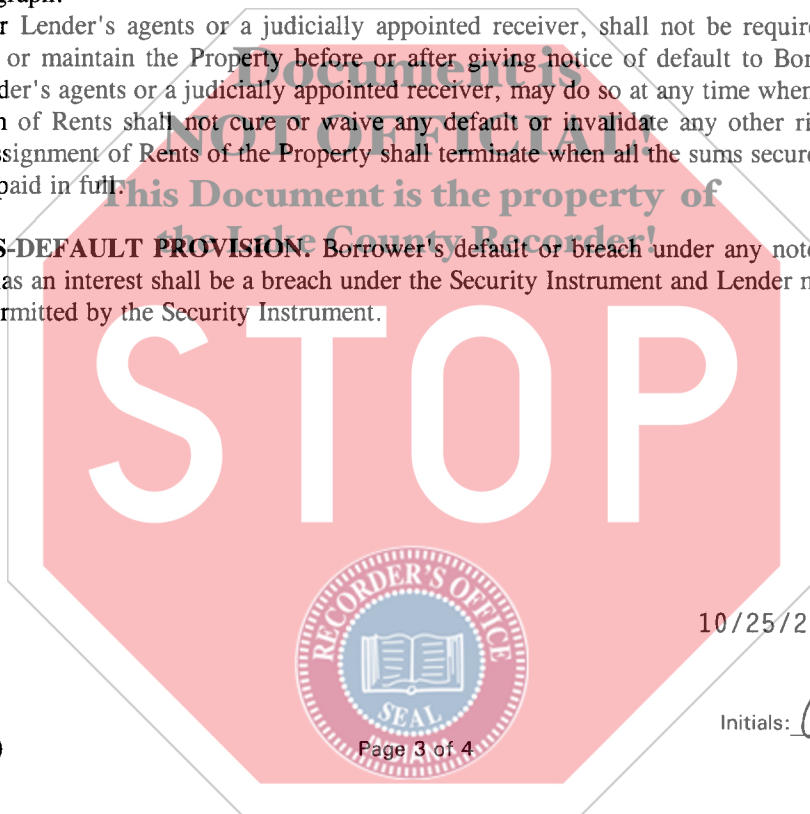 graph.
r Lender's agents or a judicially appointed receiver, shall not be require
or maintain the Property before or after giving notice of default to Bor
der's agents or a judicially appointed receiver, may do so at any time when
n of Rents shall not cure or waive any default or invalidate any other ri
ssignment of Rents of the Property shall terminate when all the sums secure
paid in full.
S-DEFAULT PROVISION. Borrower's default or breach under any note
as an interest shall be a breach under the Security Instrument and Lender m
rmitted by the Security Instrument.
Document is
NOT OFFICIAL!
This Document is the property of
the Lake County Recorder!
STOP
RECORDER'S OFFICE
SEAL
INDIANA
10/25/2
Initials:
Page 3 of 4